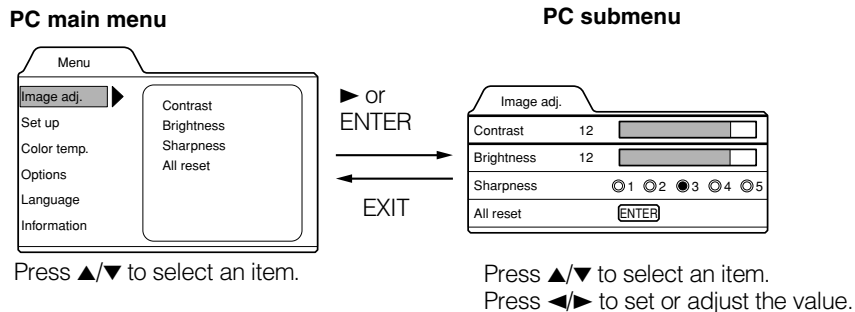 PC main menu
Menu
Image adj.
Set up
Color temp.
Options
Language
Information
Contrast
Brightness
Sharpness
All reset
Press ▲/▼ to select an item.
► or
ENTER
EXIT
PC submenu
Image adj.
Contrast 12
Brightness 12
Sharpness 1 2 3 4 5
All reset ENTER
Press ▲/▼ to select an item.
Press ◄/► to set or adjust the value.